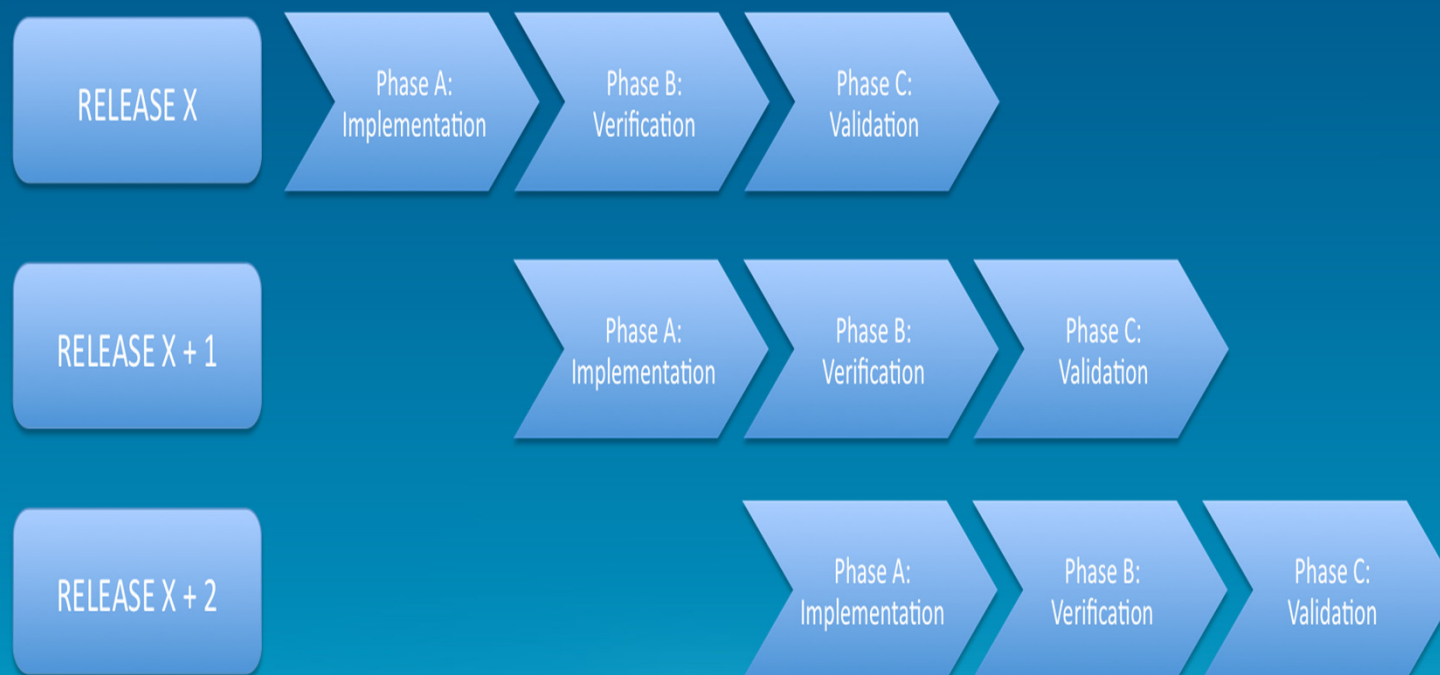 RELEASE X
Phase A:
Implementation
Phase B:
Verification
Phase C:
Validation
RELEASE X + 1
Phase A:
Implementation
Phase B:
Verification
Phase C:
Validation
RELEASE X + 2
Phase A:
Implementation
Phase B:
Verification
Phase C:
Validation